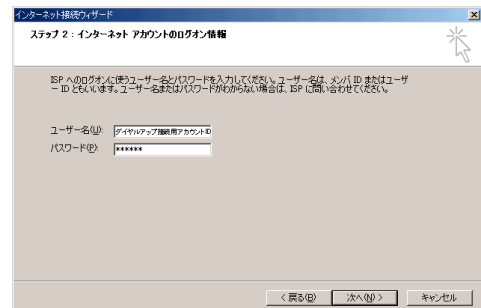 インターネット接続ウィザード
ステップ 2 : インターネット アカウントのログオン情報
ISP へのログオンに使うユーザー名とパスワードを入力してください。ユーザー名は、メンバ ID またはユーザ
ー ID ともいいます。ユーザー名またはパスワードがわからない場合は、ISP に問い合わせてください。
ユーザー名(U): ダイヤルアップ接続用アカウントID
パスワード(P): ******
< 戻る(B) 次へ(N) > キャンセル